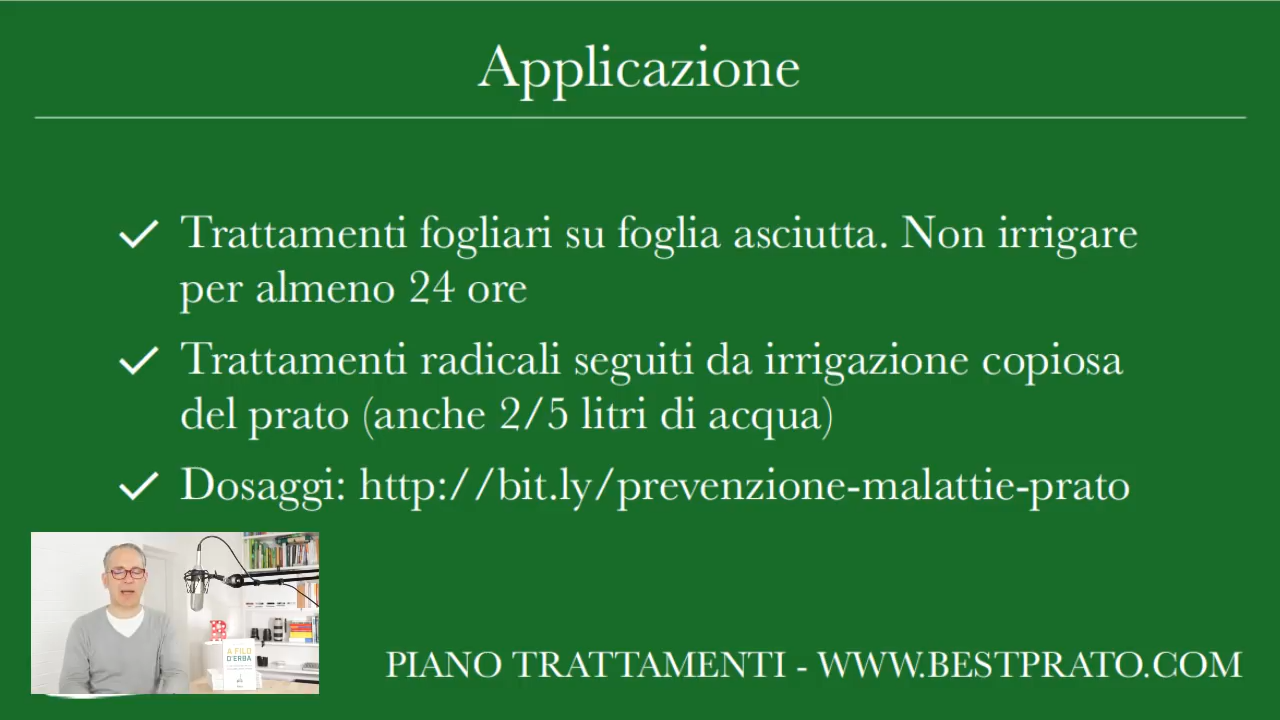 Applicazione
Trattamenti fogliari su foglia asciutta. Non irrigare
per almeno 24 ore
Trattamenti radicali seguiti da irrigazione copiosa
del prato (anche 2/5 litri di acqua)
Dosaggi: http://bit.ly/prevenzione-malattie-prato
A FILO
D'ERBA
PIANO TRATTAMENTI - WWW.BESTPRATO.COM